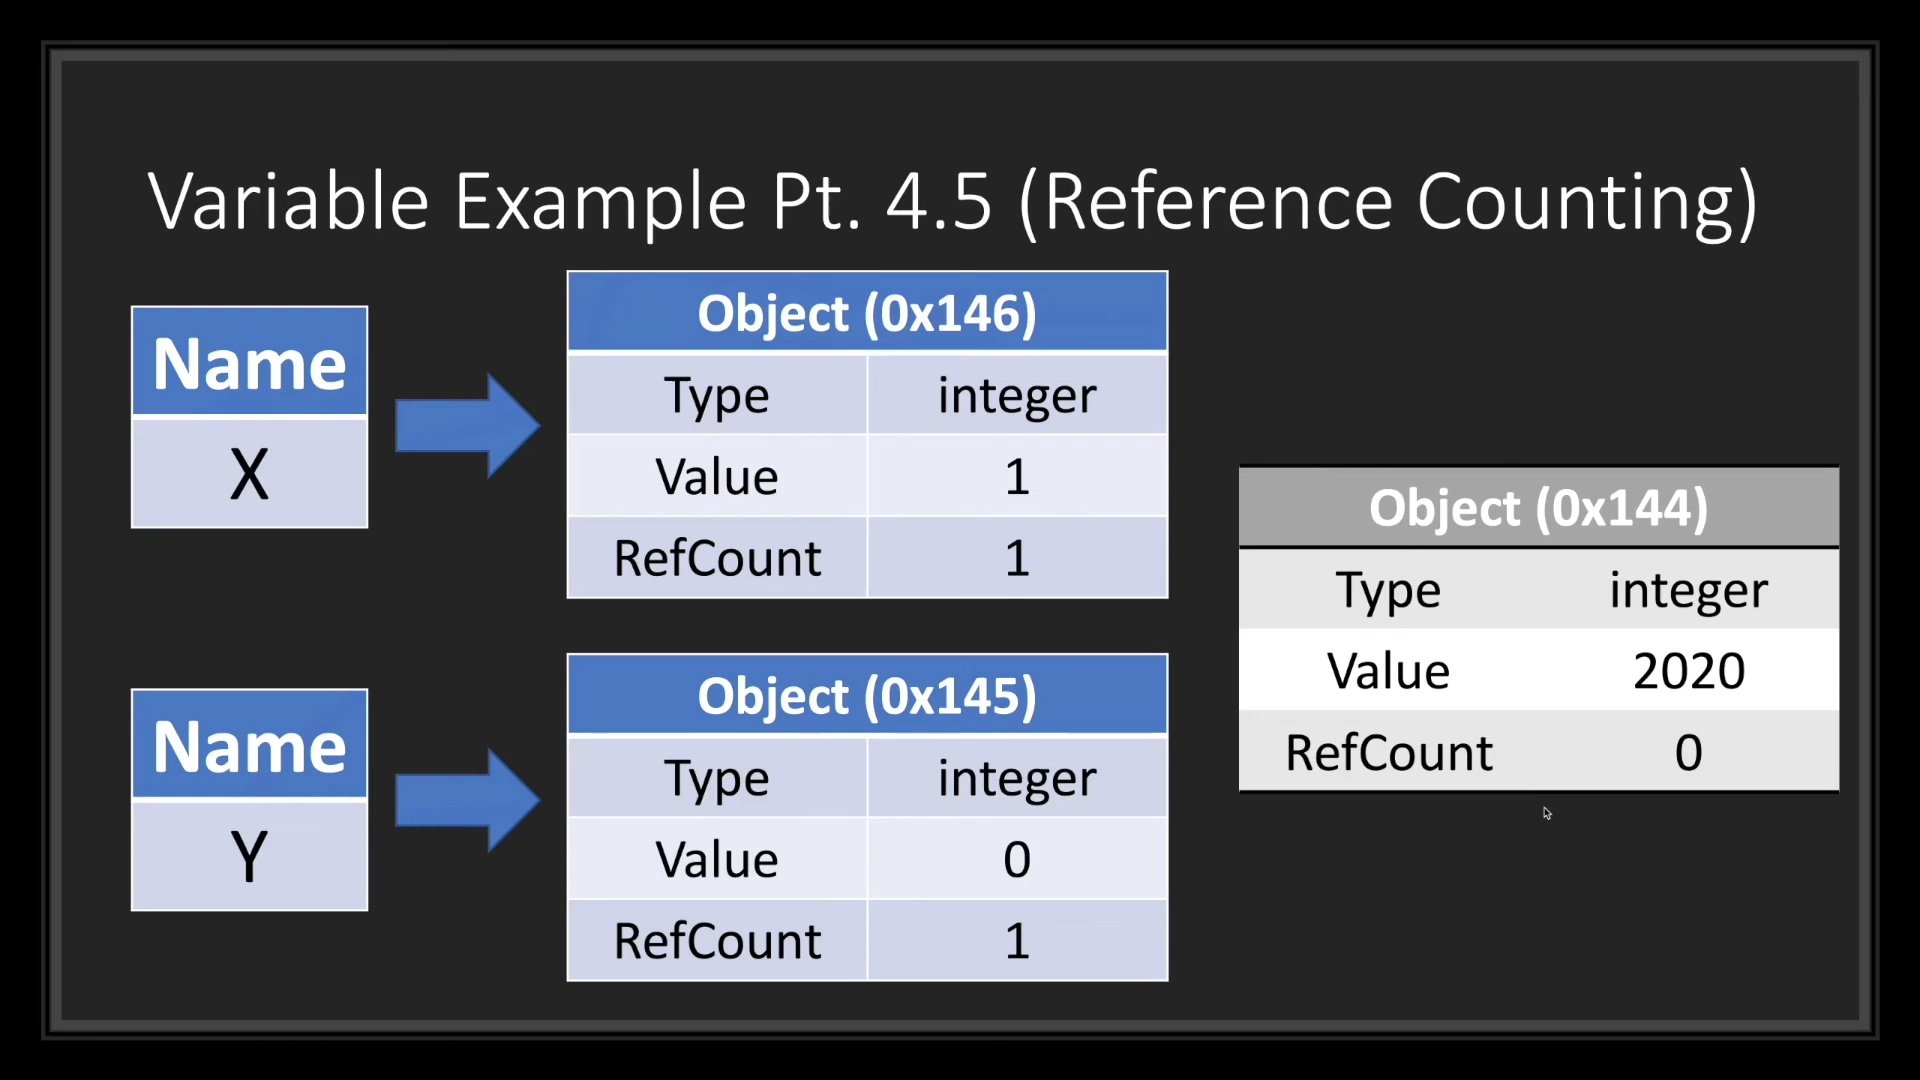 Variable Example Pt. 4.5 (Reference Counting)
Name
X
Object (0x146)
Type integer
Value 1
RefCount 1
Name
Y
Object (0x145)
Type integer
Value 0
RefCount 1
Object (0x144)
Type integer
Value 2020
RefCount 0